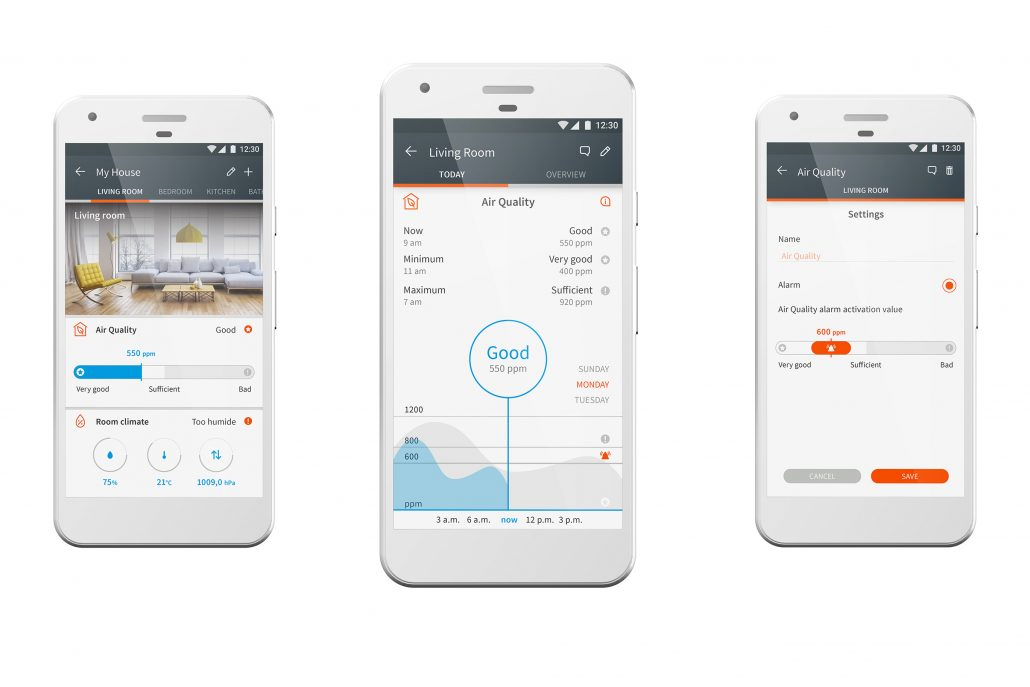 12:30
My House
LIVING ROOM BEDROOM KITCHEN BAT
Living room
Air Quality Good
550 ppm
Very good Sufficient Bad
Room climate Too humide
75% 21°C 1009,0 hPa
12:30
Living Room
TODAY OVERVIEW
Air Quality
Now Good
9 am 550 ppm
Minimum Very good
11 am 400 ppm
Maximum Sufficient
7 am 920 ppm
Good
550 ppm
SUNDAY
MONDAY
TUESDAY
1200
800
600
ppm
3 a.m. 6 a.m. now 12 p.m. 3 p.m.
12:30
Air Quality
LIVING ROOM
Settings
Name
Air Quality
Alarm
Air Quality alarm activation value
600 ppm
Very good Sufficient Bad
CANCEL SAVE